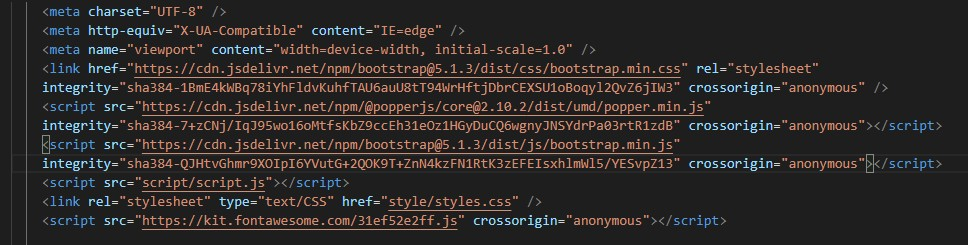 <meta charset="UTF-8" />
<meta http-equiv="X-UA-Compatible" content="IE=edge" />
<meta name="viewport" content="width=device-width, initial-scale=1.0" />
<link href="https://cdn.jsdelivr.net/npm/bootstrap@5.1.3/dist/css/bootstrap.min.css" rel="stylesheet"
integrity="sha384-1BmE4kWBq78iYhFldvKuhfTAU6auU8tT94WrHftjDbrCEXSU1oBoqyl2QvZ6jIW3" crossorigin="anonymous" />
<script src="https://cdn.jsdelivr.net/npm/@popperjs/core@2.10.2/dist/umd/popper.min.js"
integrity="sha384-7+zCNj/IqJ95wo16oMtfsKbZ9ccEh31eOz1HGyDuCQ6wgnyJNSYdrPa03rtR1zdB" crossorigin="anonymous"></script>
<script src="https://cdn.jsdelivr.net/npm/bootstrap@5.1.3/dist/js/bootstrap.min.js"
integrity="sha384-QJHtvGhmr9XOIpI6YVutG+2QOK9T+ZnN4kzFN1RtK3zEFEIsxhlmWl5/YESvpZ13" crossorigin="anonymous"></script>
<script src="script/script.js"></script>
<link rel="stylesheet" type="text/CSS" href="style/styles.css" />
<script src="https://kit.fontawesome.com/31ef52e2ff.js" crossorigin="anonymous"></script>